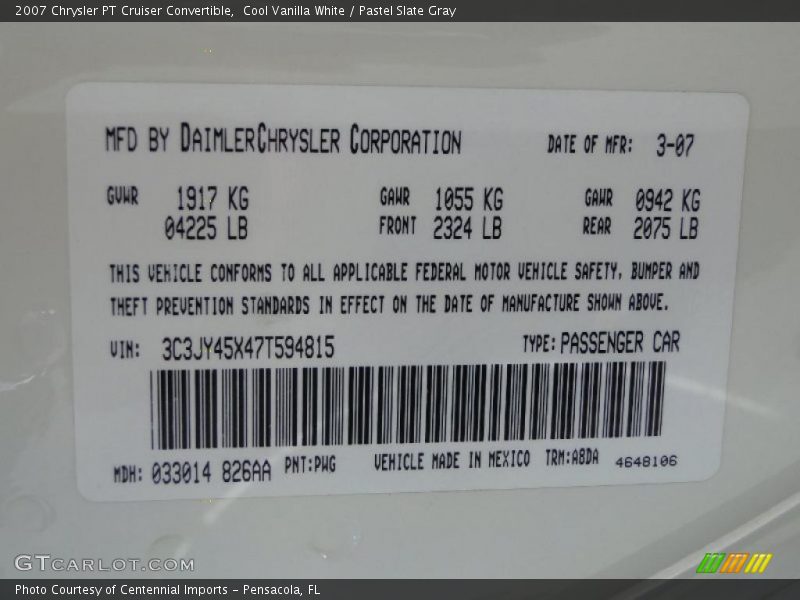 2007 Chrysler PT Cruiser Convertible,  Cool Vanilla White / Pastel Slate Gray
MFD BY DAIMLERCHRYSLER CORPORATION DATE OF MFR: 3-07
GVWR 1917 KG GAWR 1055 KG GAWR 0942 KG
04225 LB FRONT 2324 LB REAR 2075 LB
THIS VEHICLE CONFORMS TO ALL APPLICABLE FEDERAL MOTOR VEHICLE SAFETY, BUMPER AND
THEFT PREVENTION STANDARDS IN EFFECT ON THE DATE OF MANUFACTURE SHOWN ABOVE.
VIN: 3C3JY45X47T594815 TYPE: PASSENGER CAR
MDH: 033014 826AA PNT:PWG VEHICLE MADE IN MEXICO TRM:A8DA 4648106
GTCARLOT.COM
Photo Courtesy of Centennial Imports - Pensacola, FL